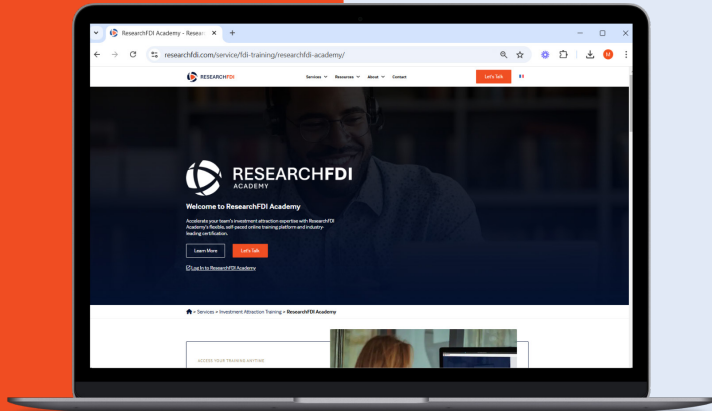 ResearchFDI Academy - Resear
researchfdi.com/service/fdi-training/researchfdi-academy/
M
RESEARCHFDI
Services
Resources
About
Contact
Let's Talk
RESEARCHFDI
ACADEMY
Welcome to ResearchFDI Academy
Accelerate your team's investment attraction expertise with ResearchFDI
Academy's flexible, self-paced online training platform and industry-
leading certification.
Learn More
Let's Talk
Log In to ResearchFDI Academy
» Services » Investment Attraction Training » ResearchFDI Academy
ACCESS YOUR TRAINING ANYTIME